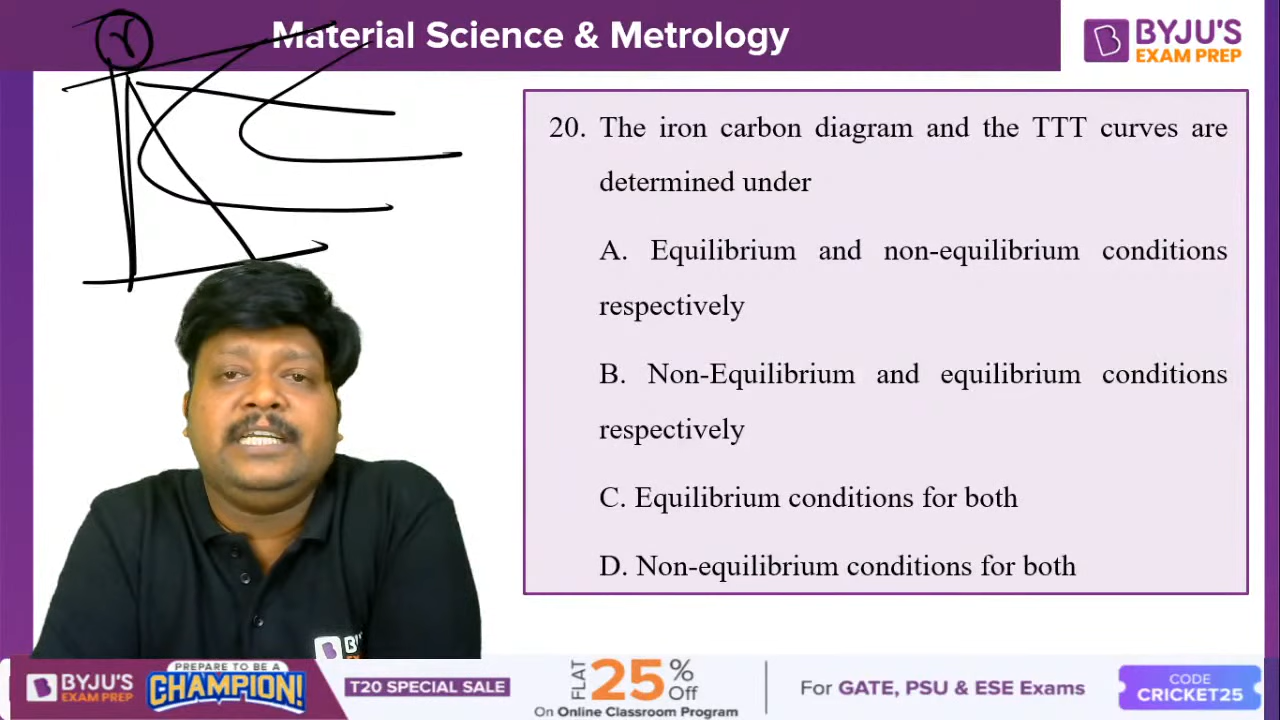 Material Science & Metrology
BYJU'S
EXAM PREP
γ
20. The iron carbon diagram and the TTT curves are
determined under
A. Equilibrium and non-equilibrium conditions
respectively
B. Non-Equilibrium and equilibrium conditions
respectively
C. Equilibrium conditions for both
D. Non-equilibrium conditions for both
BYJU'S
EXAM PREP
PREPARE TO BE A
CHAMPION!
T20 SPECIAL SALE
FLAT 25% Off
On Online Classroom Program
For GATE, PSU & ESE Exams
CODE
CRICKET25